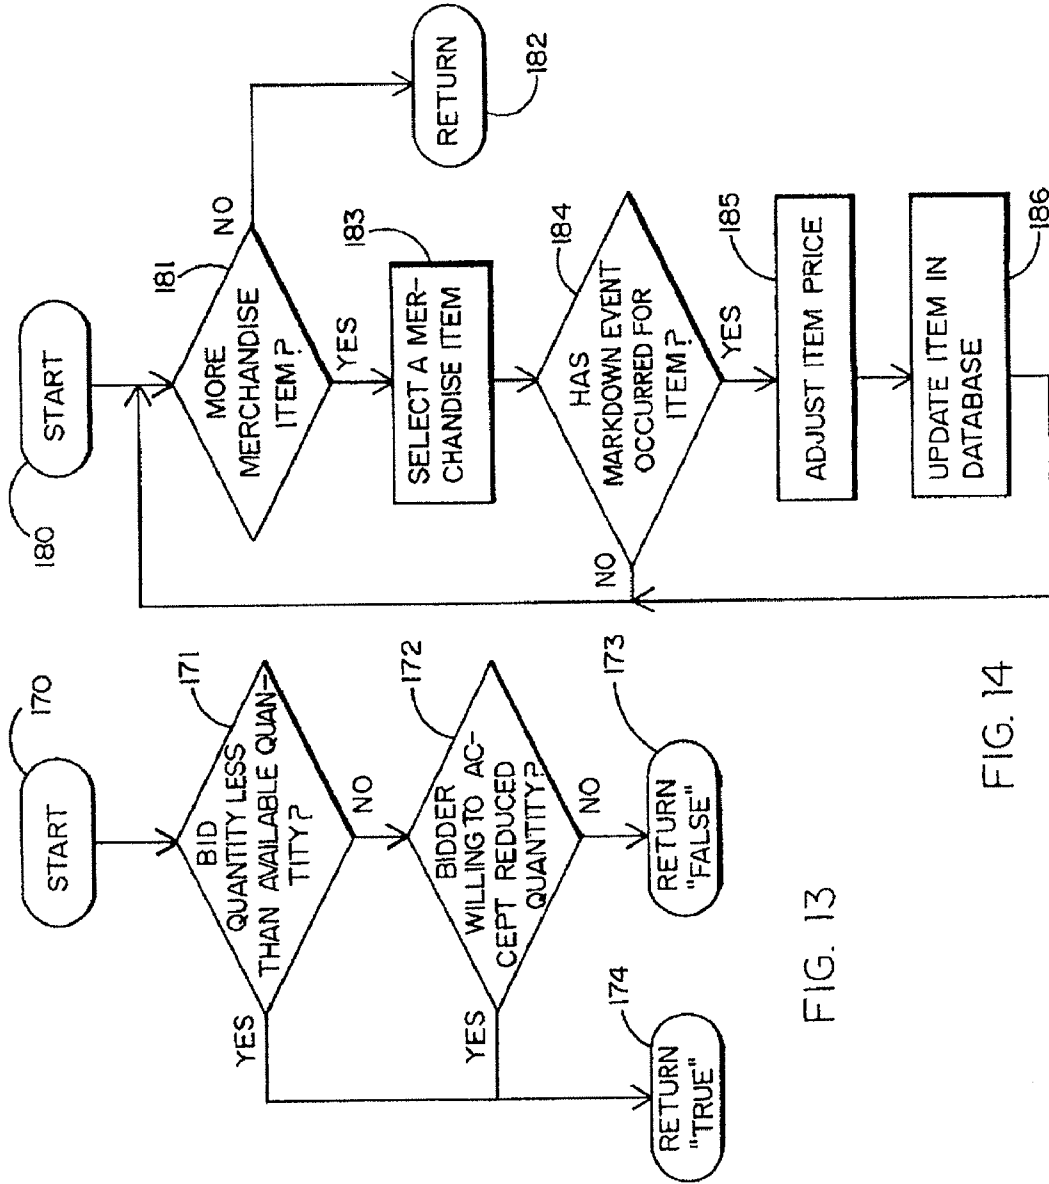 170
START
171
BID
QUANTITY LESS
THAN AVAILABLE QUAN-
TITY?
YES
NO
172
BIDDER
WILLING TO AC-
CEPT REDUCED
QUANTITY?
YES
NO
174
RETURN
"TRUE"
173
RETURN
"FALSE"
FIG. 13
180
START
181
MORE
MERCHANDISE
ITEM?
NO
YES
RETURN
182
183
SELECT A MER-
CHANDISE ITEM
184
HAS
MARKDOWN EVENT
OCCURRED FOR
ITEM?
NO
YES
185
ADJUST ITEM PRICE
186
UPDATE ITEM IN
DATABASE
FIG. 14